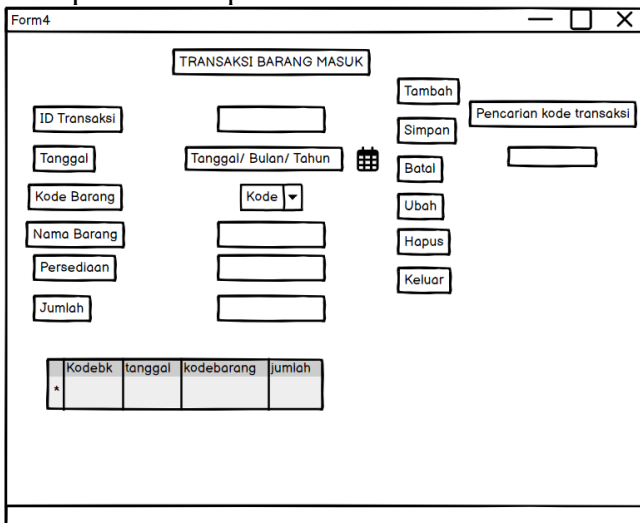 Form4
TRANSAKSI BARANG MASUK
ID Transaksi
Tanggal
Tanggal/ Bulan/ Tahun
Kode Barang
Kode
Nama Barang
Persediaan
Jumlah
Tambah
Simpan
Batal
Ubah
Hapus
Keluar
Pencarian kode transaksi
Kodebk tanggal kodebarang jumlah
*